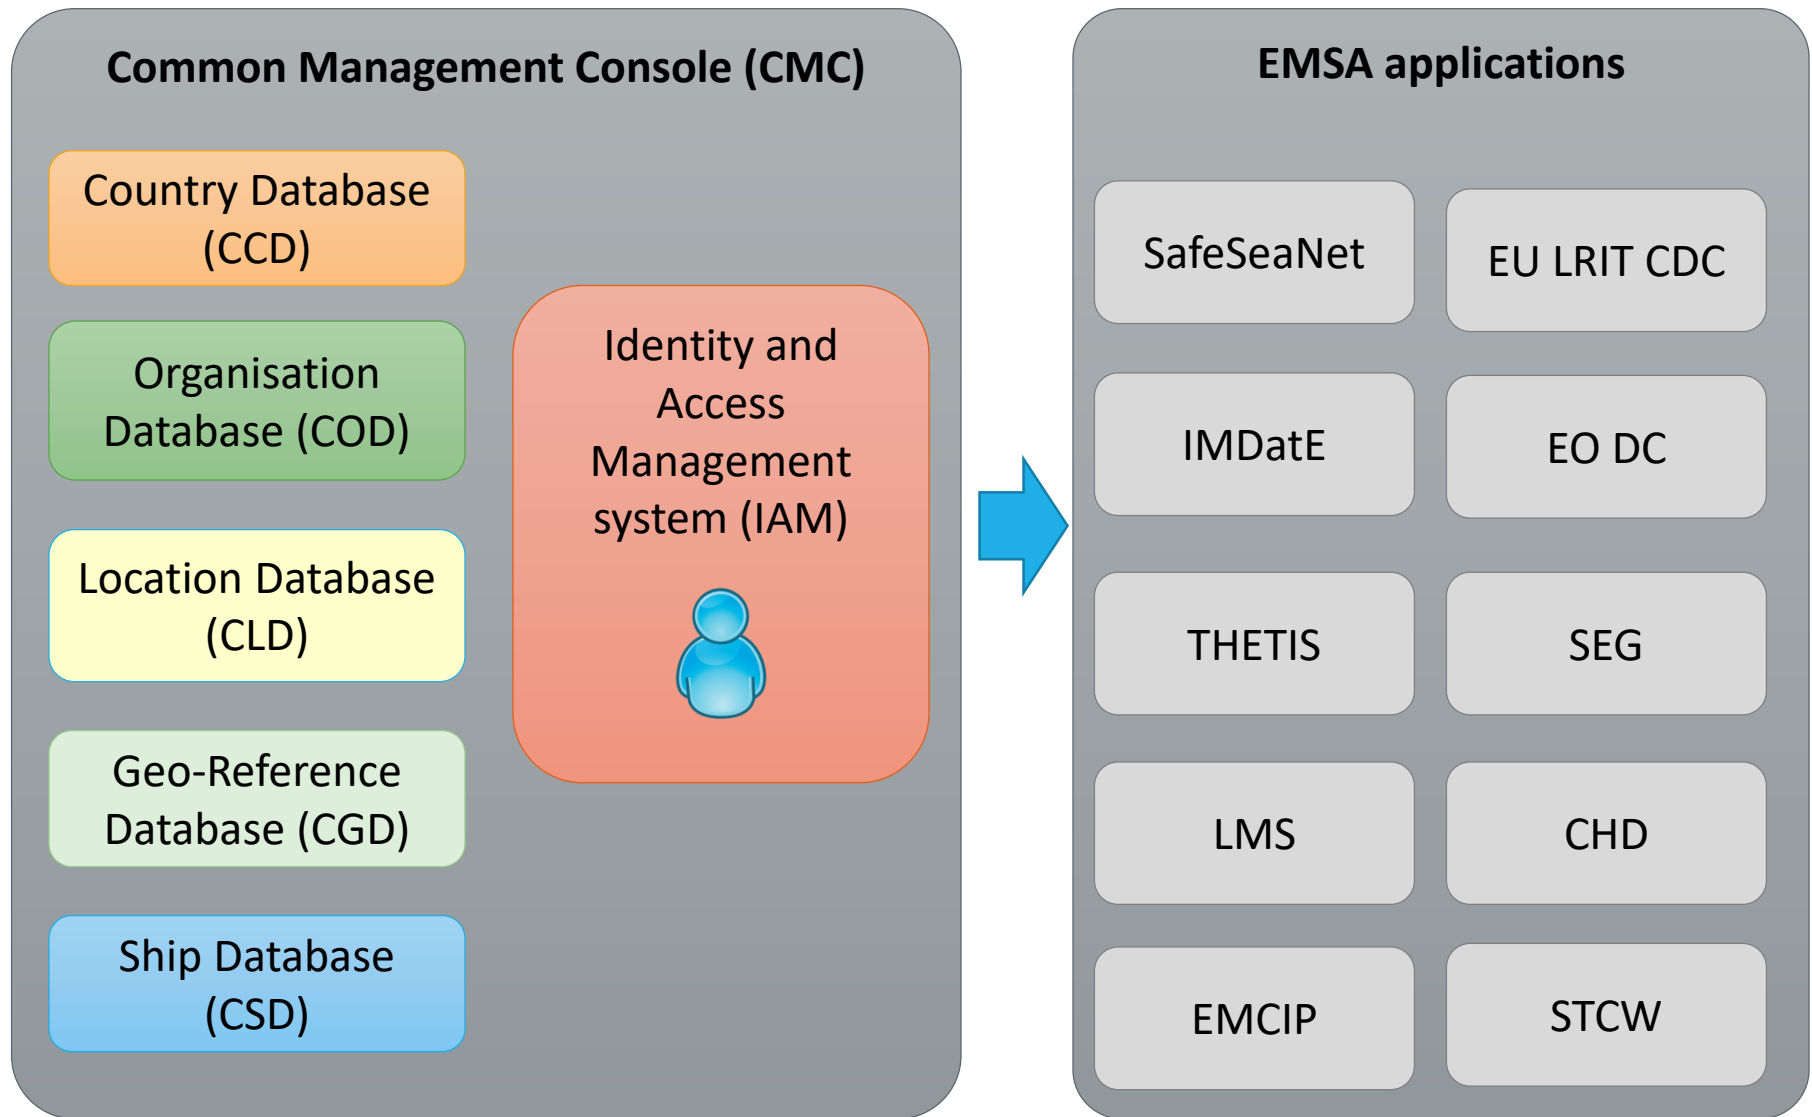 Common Management Console (CMC)
Country Database
(CCD)
Organisation
Database (COD)
Location Database
(CLD)
Geo-Reference
Database (CGD)
Ship Database
(CSD)
Identity and
Access
Management
system (IAM)
EMSA applications
SafeSeaNet
EU LRIT CDC
IMDatE
EO DC
THETIS
SEG
LMS
CHD
EMCIP
STCW